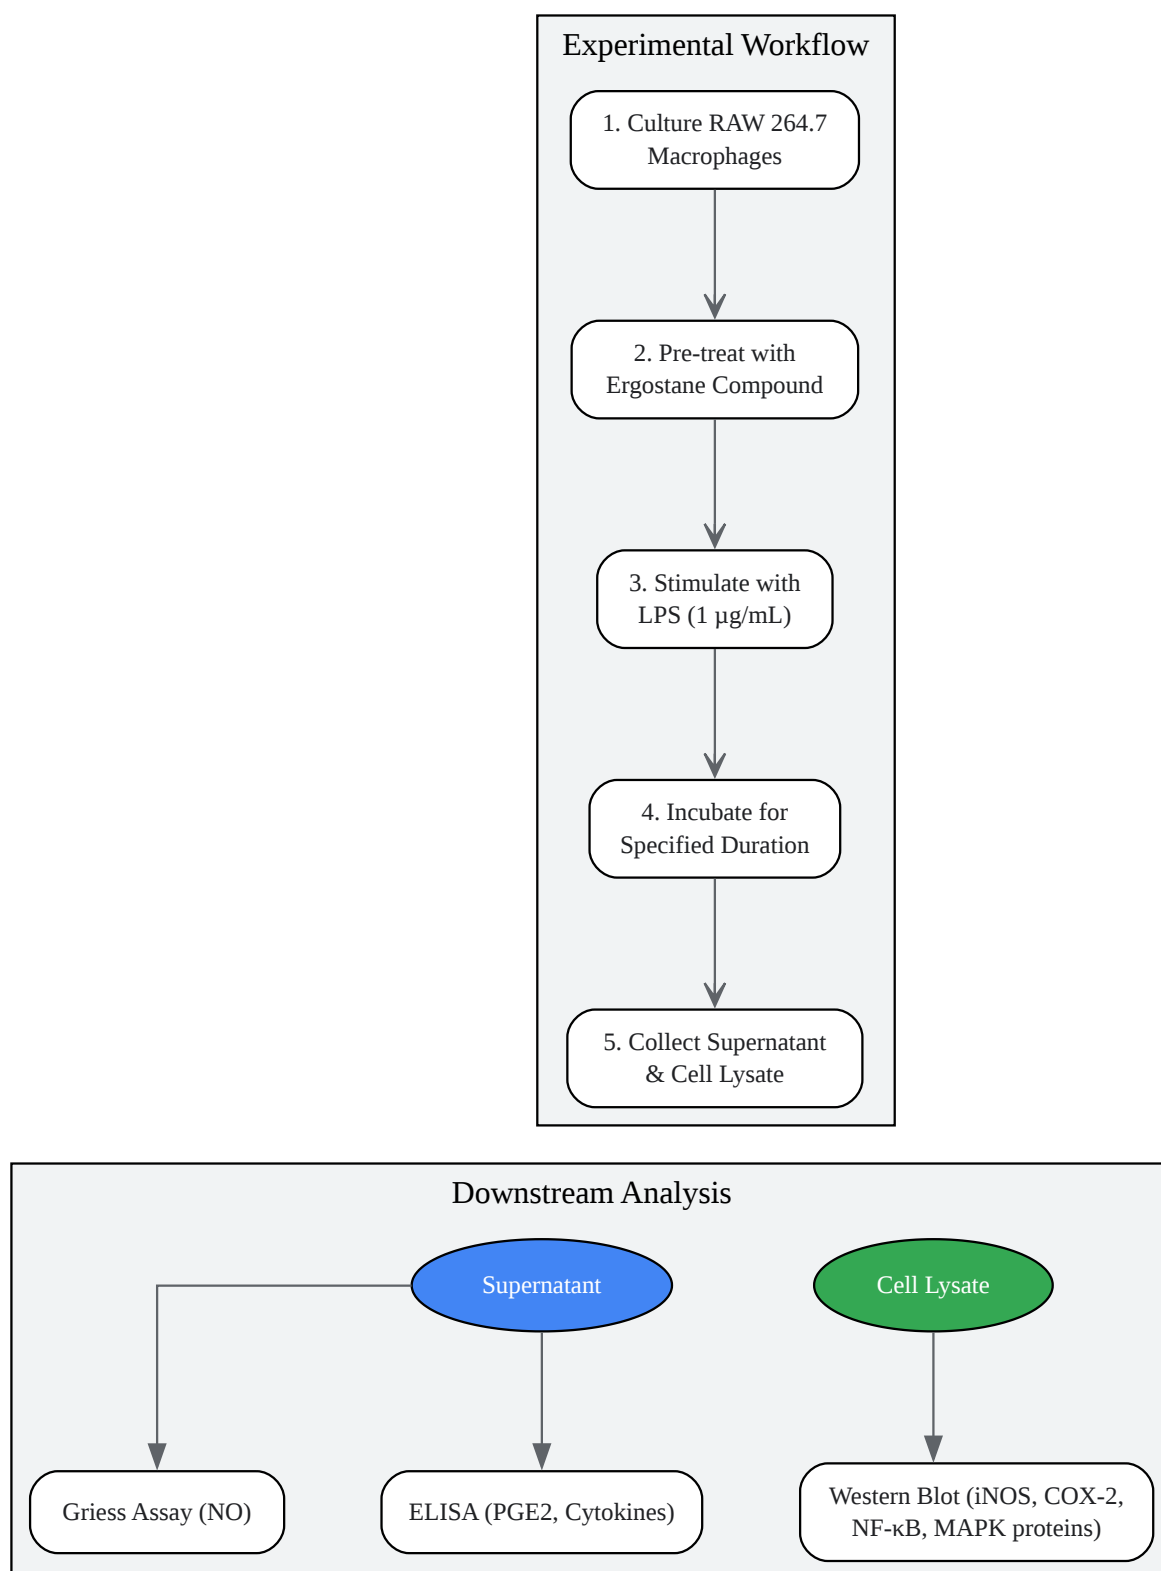 Experimental Workflow
1. Culture RAW 264.7
Macrophages
2. Pre-treat with
Ergostane Compound
3. Stimulate with
LPS (1 µg/mL)
4. Incubate for
Specified Duration
5. Collect Supernatant
& Cell Lysate
Downstream Analysis
Supernatant
Cell Lysate
Griess Assay (NO)
ELISA (PGE2, Cytokines)
Western Blot (iNOS, COX-2,
NF-κB, MAPK proteins)